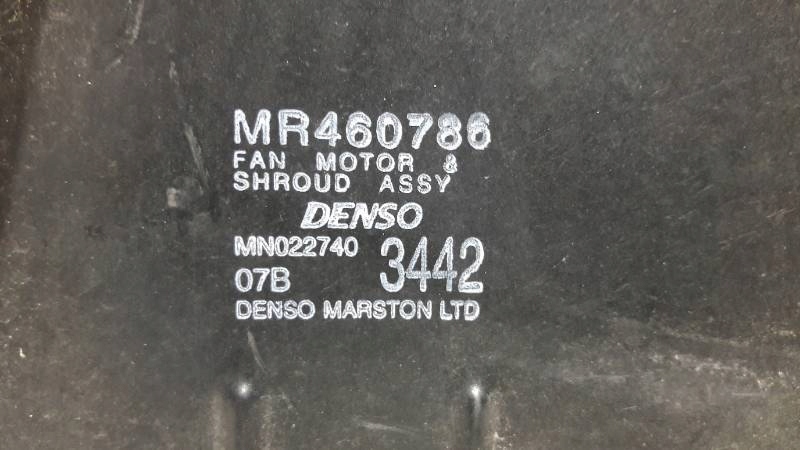 MR460786
FAN MOTOR &
SHROUD ASSY
DENSO
MN022740
07B 3442
DENSO MARSTON LTD